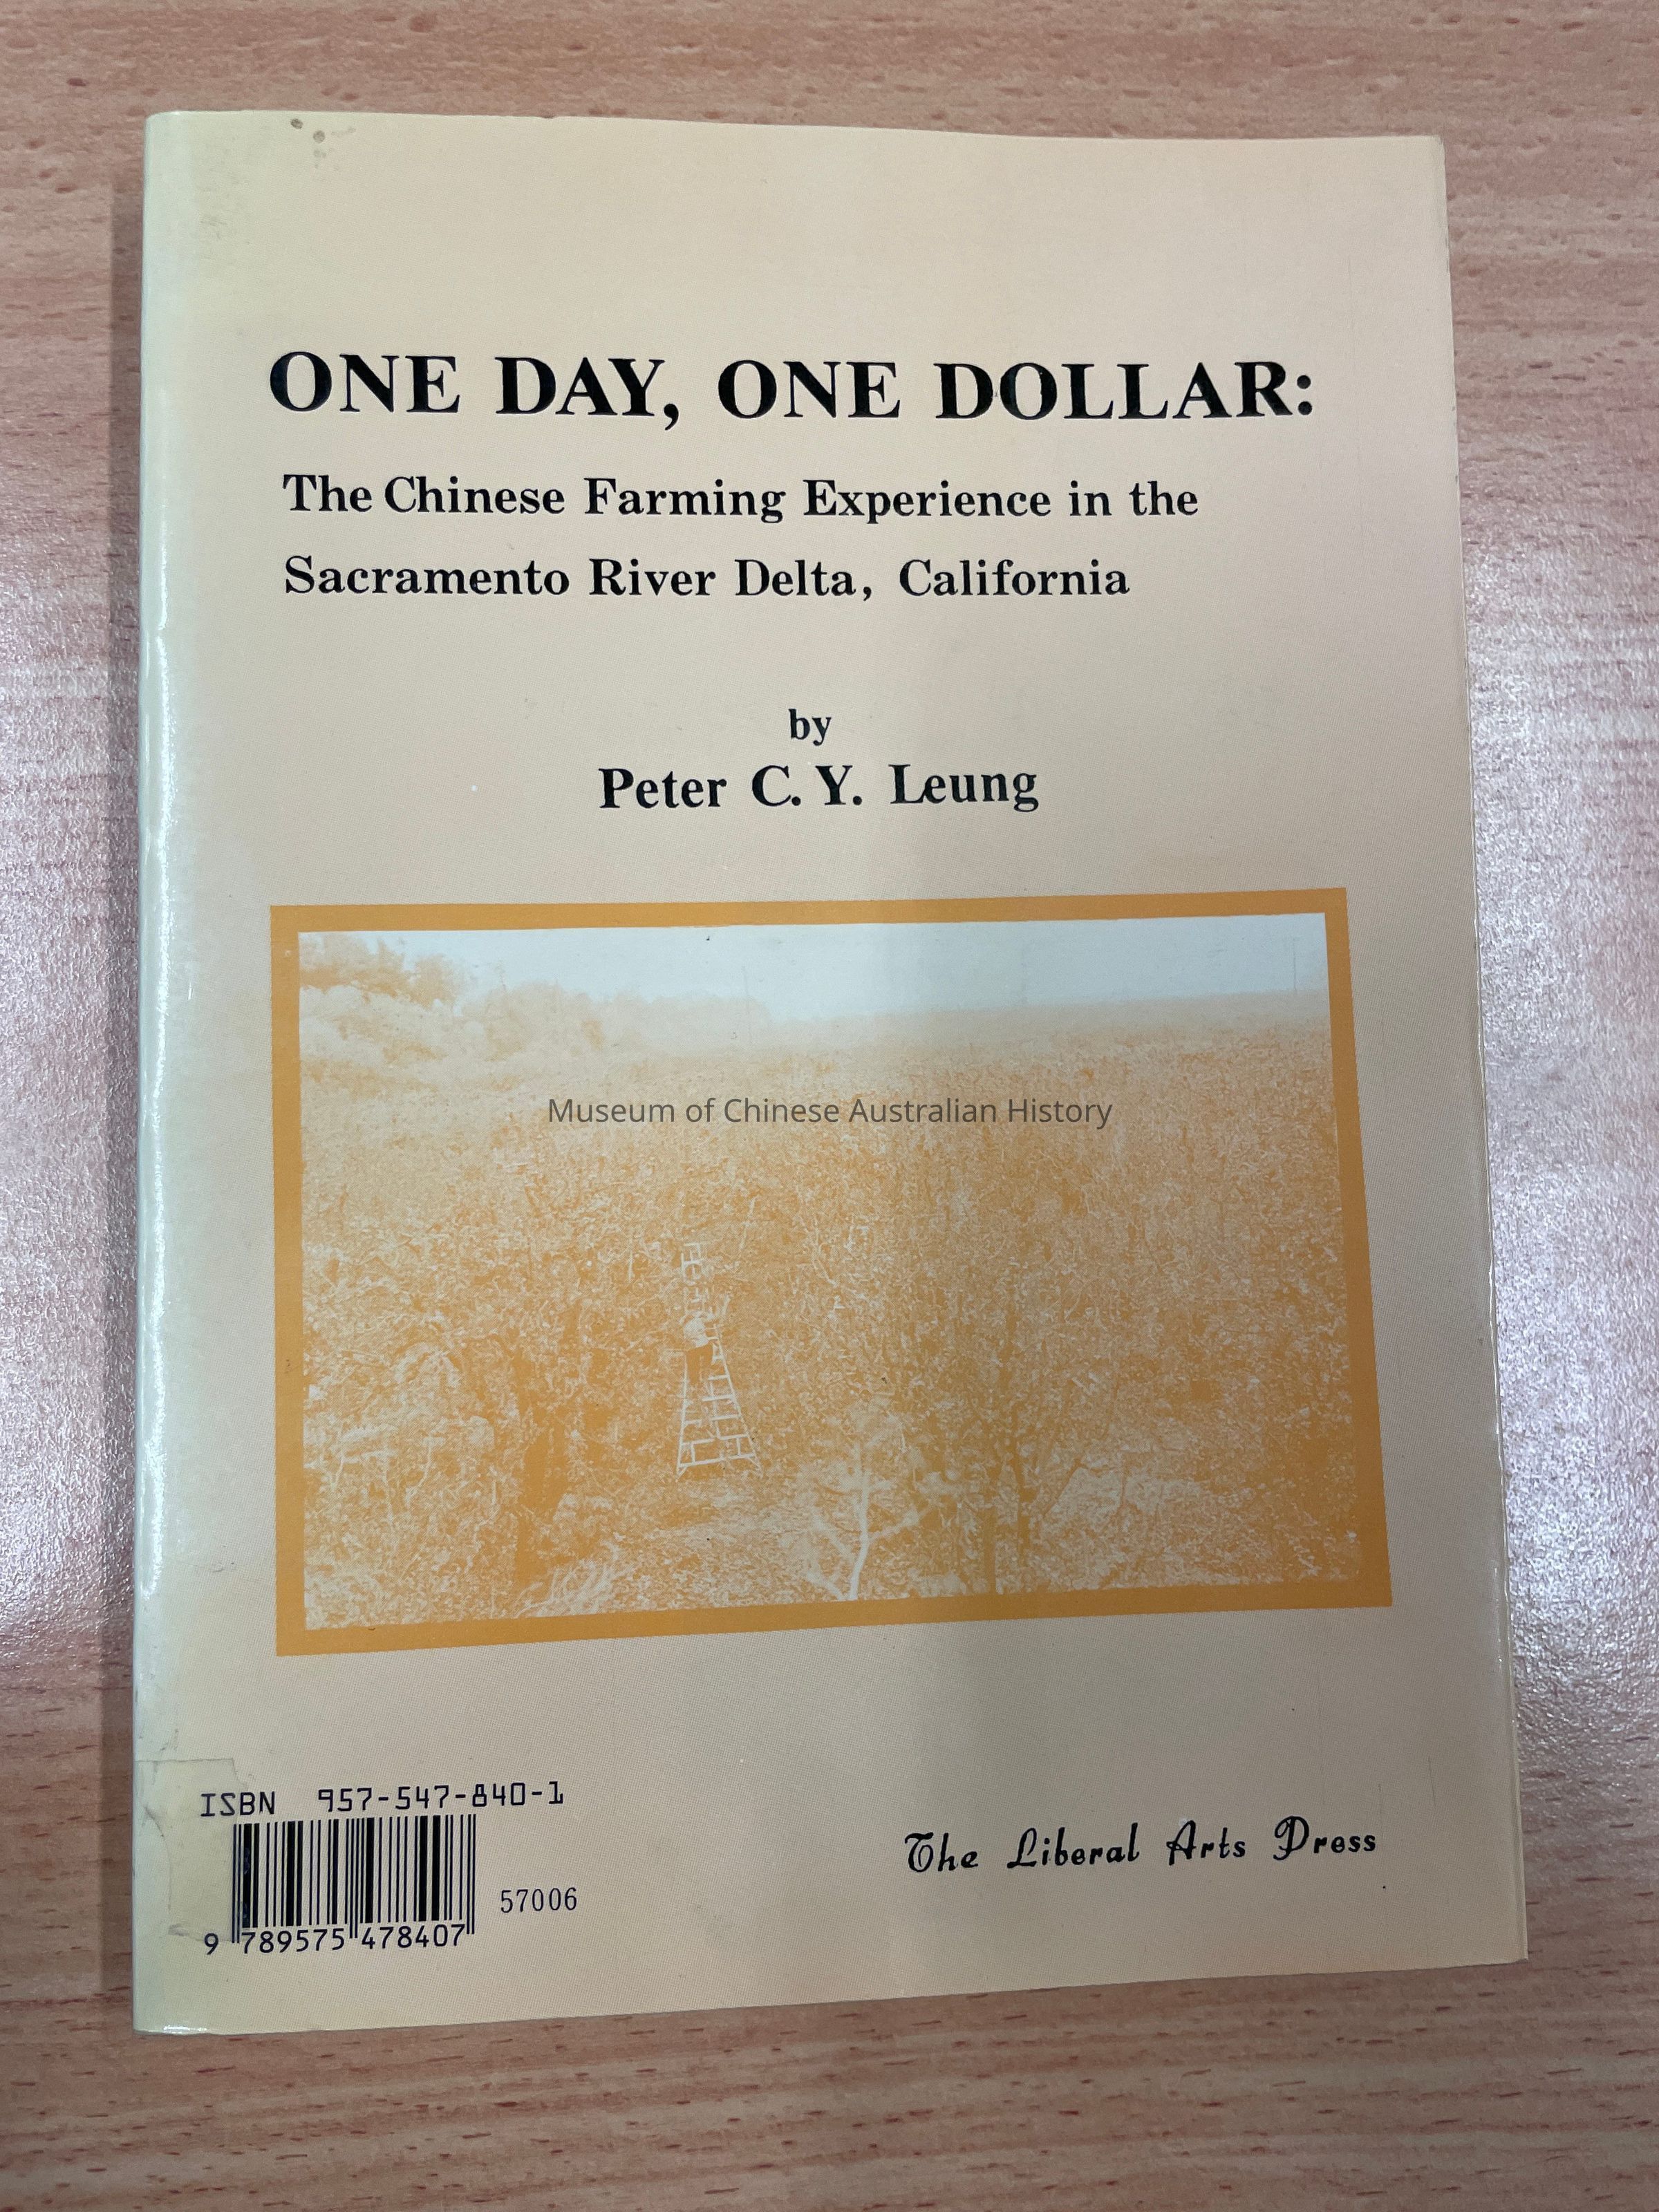 ONE DAY, ONE DOLLAR:
The Chinese Farming Experience in the
Sacramento River Delta, California
by
Peter C. Y. Leung
Museum of Chinese Australian History
ISBN 957-547-840-1
57006
9 789575 478407
The Liberal Arts Press